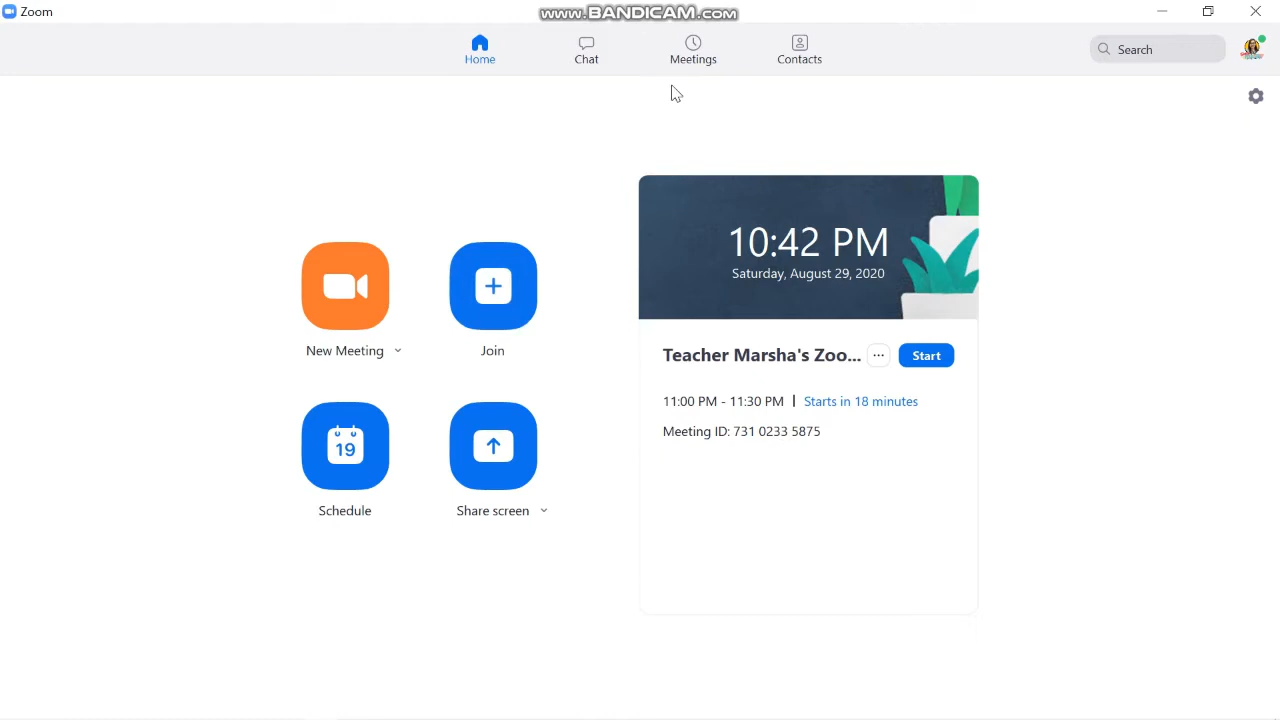 Zoom
www.BANDICAM.com
Home
Chat
Meetings
Contacts
Search
10:42 PM
Saturday, August 29, 2020
New Meeting
Join
Teacher Marsha's Zoo...
Start
11:00 PM - 11:30 PM | Starts in 18 minutes
Meeting ID: 731 0233 5875
19
Schedule
Share screen